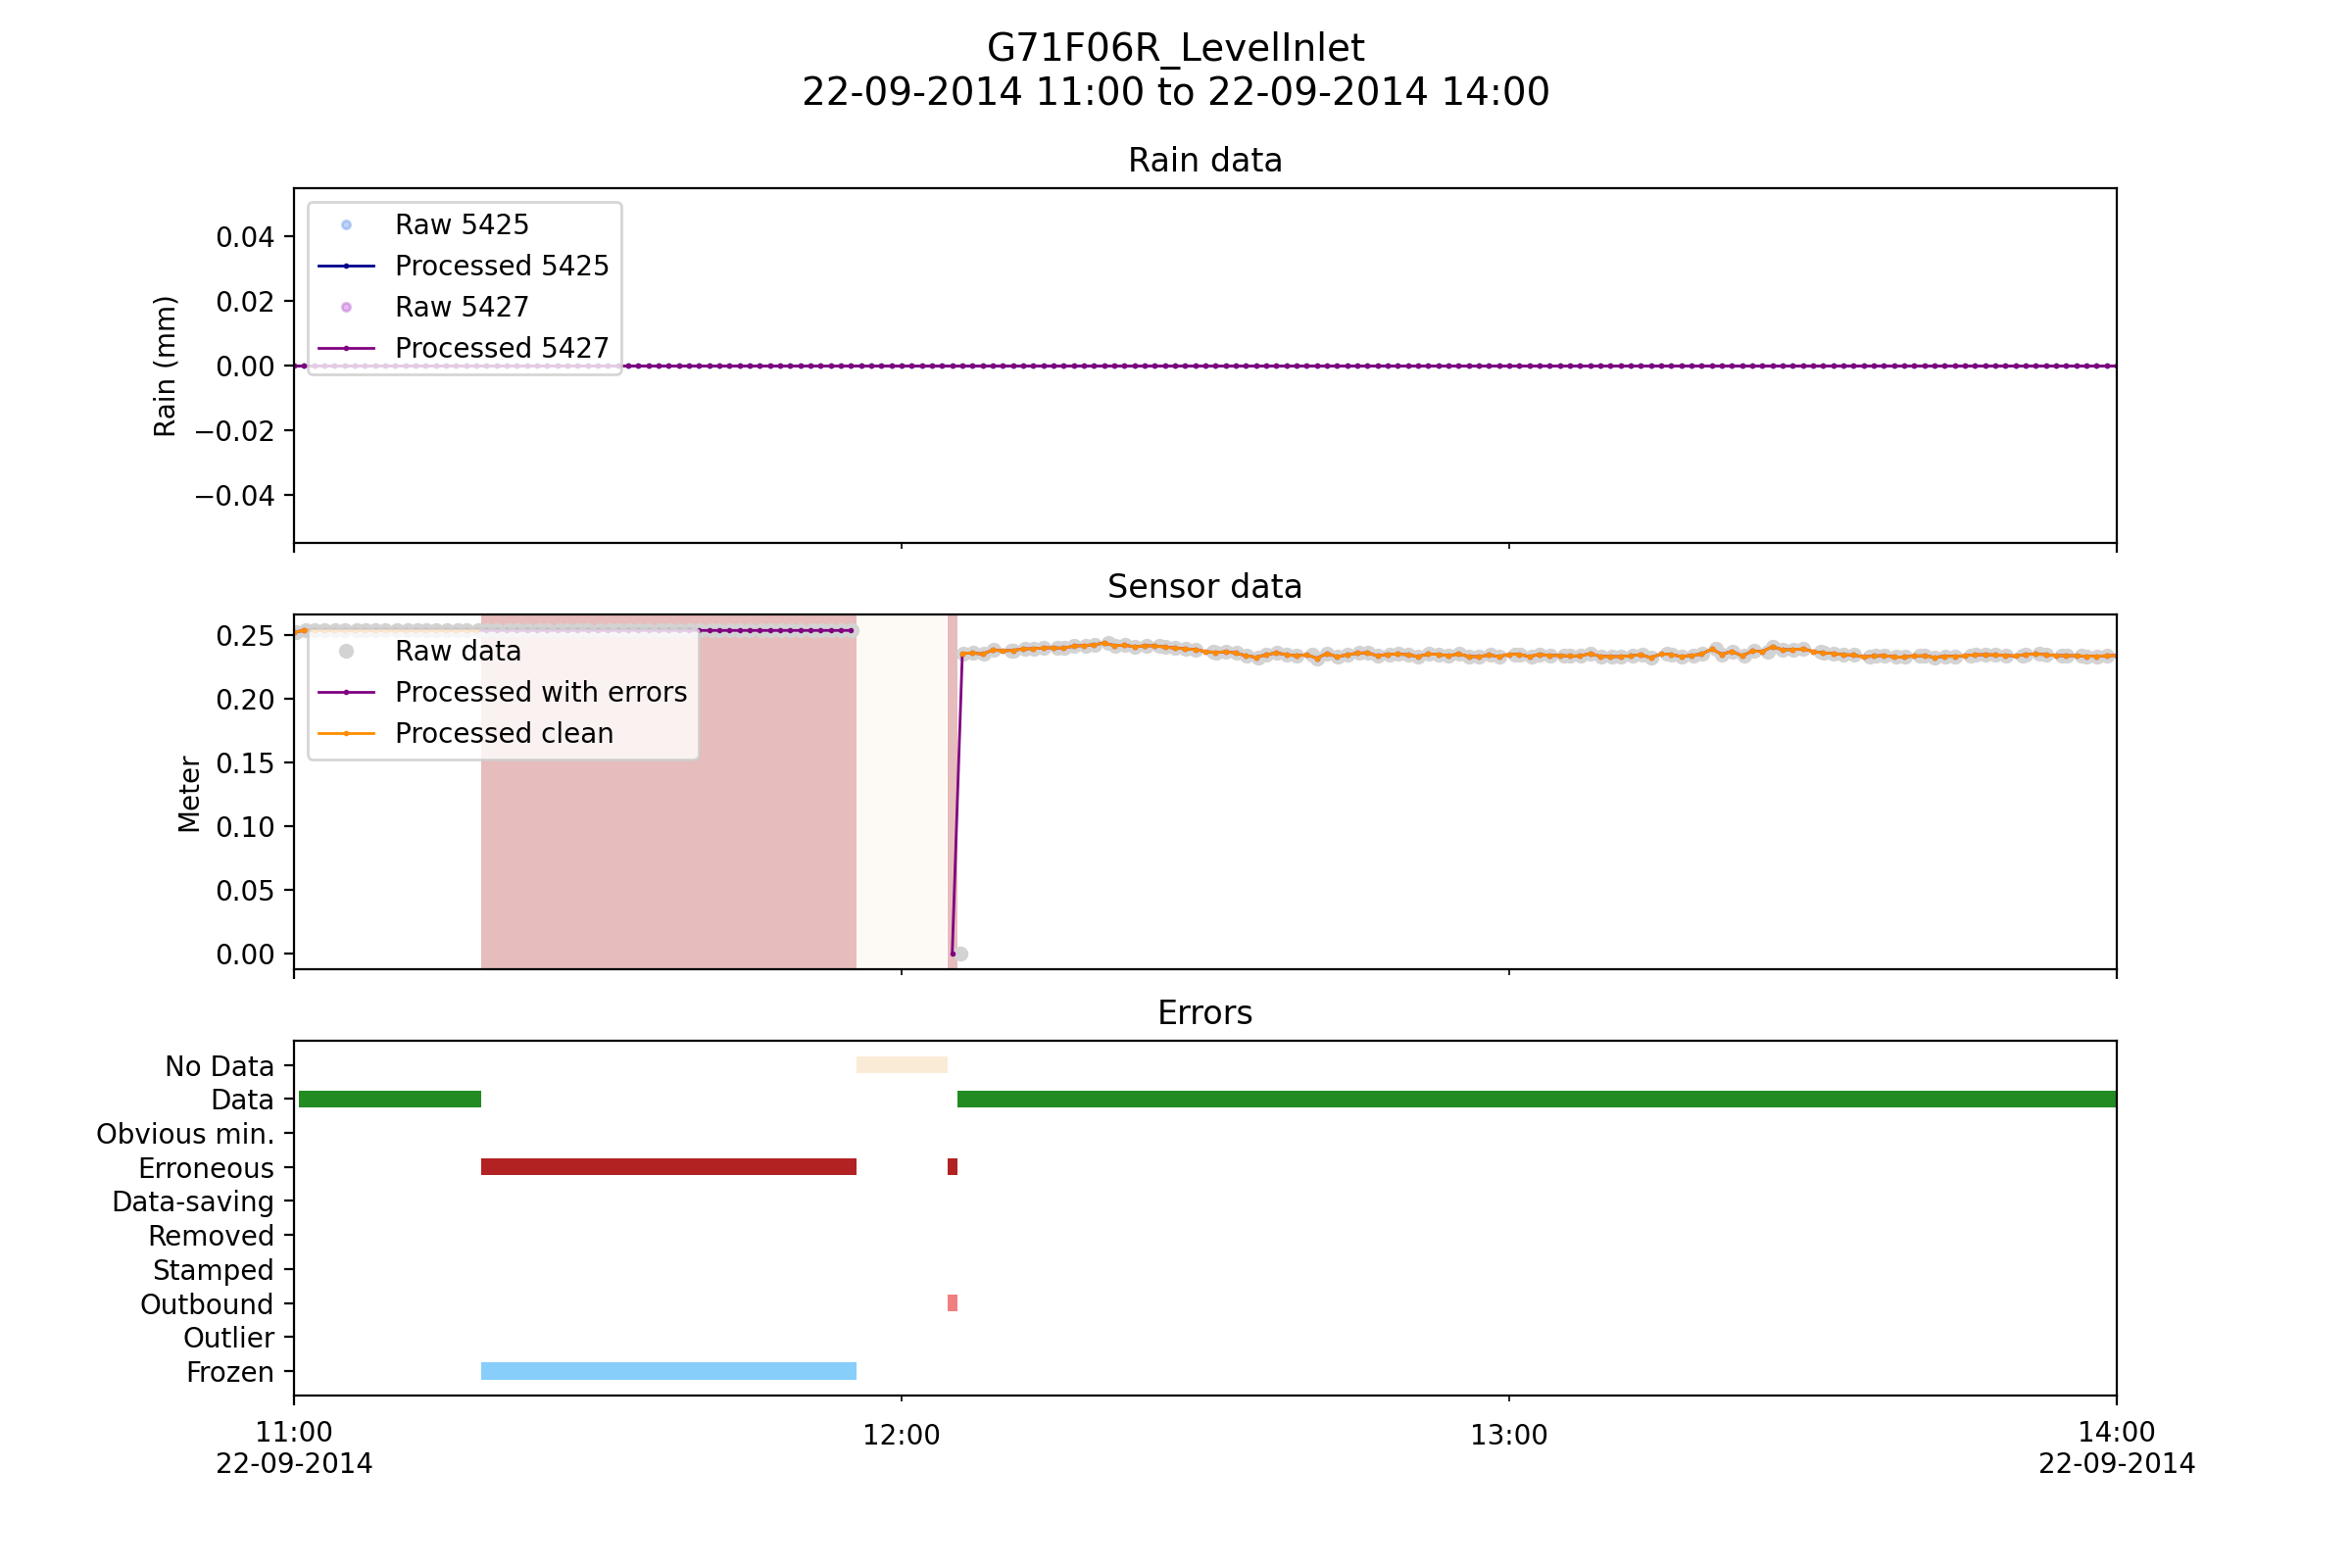 G71F06R_LevelInlet
22-09-2014 11:00 to 22-09-2014 14:00
Rain data
Raw 5425
Processed 5425
Raw 5427
Processed 5427
Rain (mm)
0.04
0.02
0.00
−0.02
−0.04
Sensor data
Raw data
Processed with errors
Processed clean
Meter
0.25
0.20
0.15
0.10
0.05
0.00
Errors
No Data
Data
Obvious min.
Erroneous
Data-saving
Removed
Stamped
Outbound
Outlier
Frozen
11:00
22-09-2014
12:00
13:00
14:00
22-09-2014